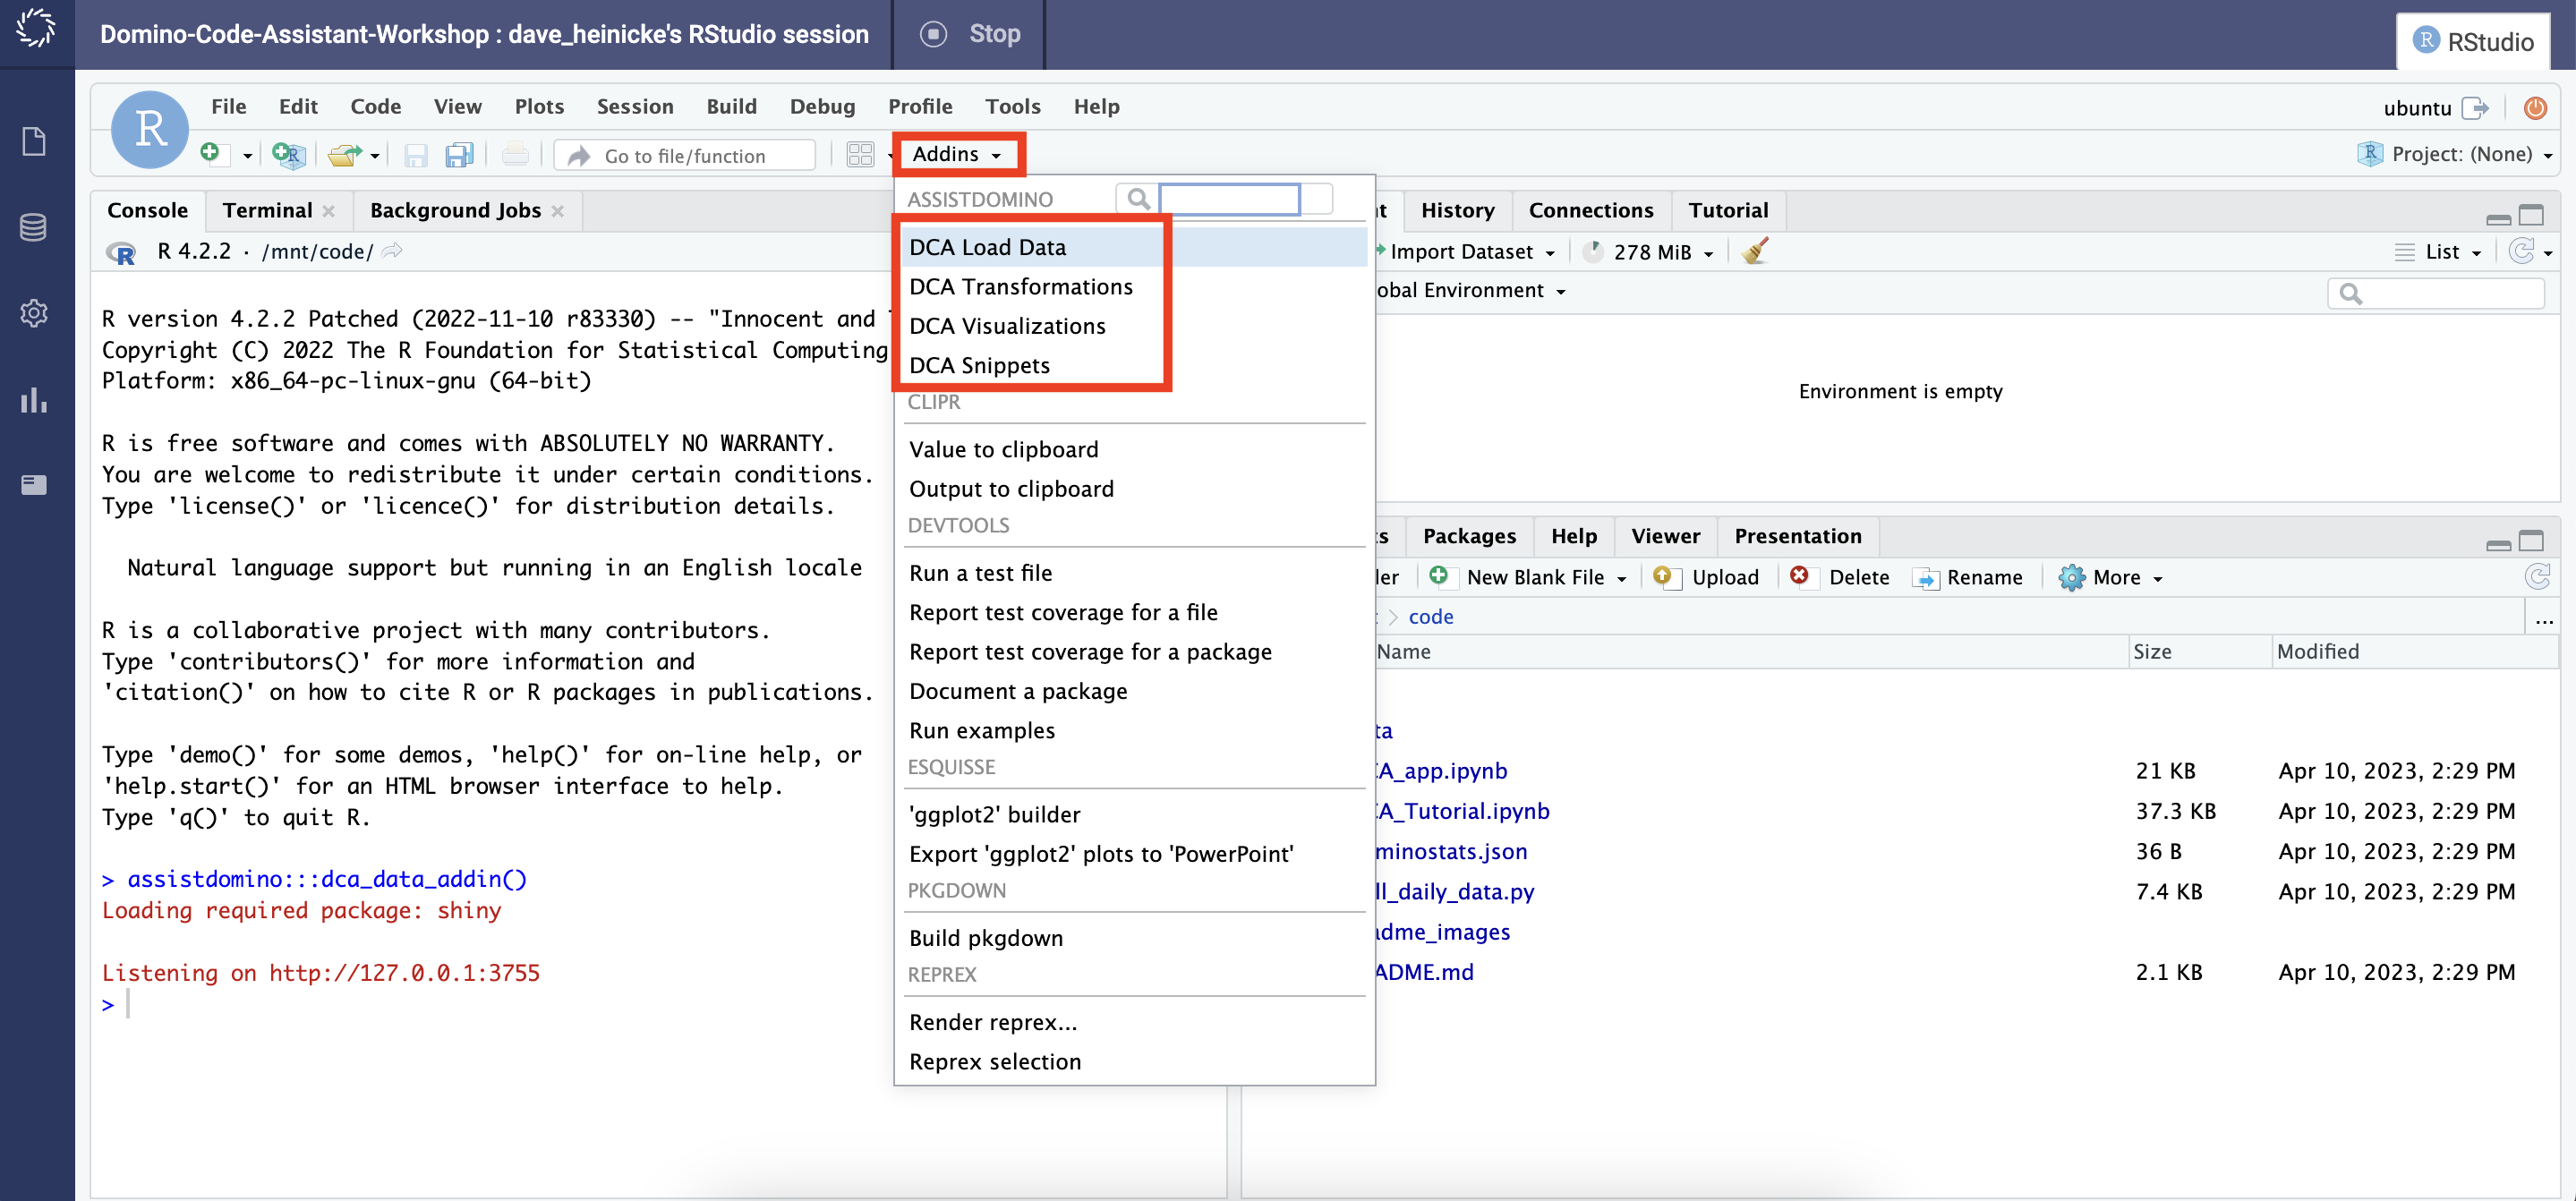 Domino-Code-Assistant-Workshop : dave_heinicke's RStudio session
Stop
R RStudio
R
File Edit Code View Plots Session Build Debug Profile Tools Help
ubuntu
Go to file/function
Addins
Project: (None)
Console Terminal Background Jobs
R 4.2.2 · /mnt/code/
R version 4.2.2 Patched (2022-11-10 r83330) -- "Innocent and
Copyright (C) 2022 The R Foundation for Statistical Computing
Platform: x86_64-pc-linux-gnu (64-bit)
R is free software and comes with ABSOLUTELY NO WARRANTY.
You are welcome to redistribute it under certain conditions.
Type 'license()' or 'licence()' for distribution details.
Natural language support but running in an English locale
R is a collaborative project with many contributors.
Type 'contributors()' for more information and
'citation()' on how to cite R or R packages in publications.
Type 'demo()' for some demos, 'help()' for on-line help, or
'help.start()' for an HTML browser interface to help.
Type 'q()' to quit R.
> assistdomino:::dca_data_addin()
Loading required package: shiny
Listening on http://127.0.0.1:3755
>
ASSISTDOMINO
DCA Load Data
DCA Transformations
DCA Visualizations
DCA Snippets
CLIPR
Value to clipboard
Output to clipboard
DEVTOOLS
Run a test file
Report test coverage for a file
Report test coverage for a package
Document a package
Run examples
ESQUISSE
'ggplot2' builder
Export 'ggplot2' plots to 'PowerPoint'
PKGDOWN
Build pkgdown
REPREX
Render reprex...
Reprex selection
History Connections Tutorial
Import Dataset 278 MiB List
obal Environment
Environment is empty
Packages Help Viewer Presentation
New Blank File Upload Delete Rename More
code
...
Name Size Modified
ta
CA_app.ipynb 21 KB Apr 10, 2023, 2:29 PM
CA_Tutorial.ipynb 37.3 KB Apr 10, 2023, 2:29 PM
minostats.json 36 B Apr 10, 2023, 2:29 PM
ll_daily_data.py 7.4 KB Apr 10, 2023, 2:29 PM
adme_images
ADME.md 2.1 KB Apr 10, 2023, 2:29 PM